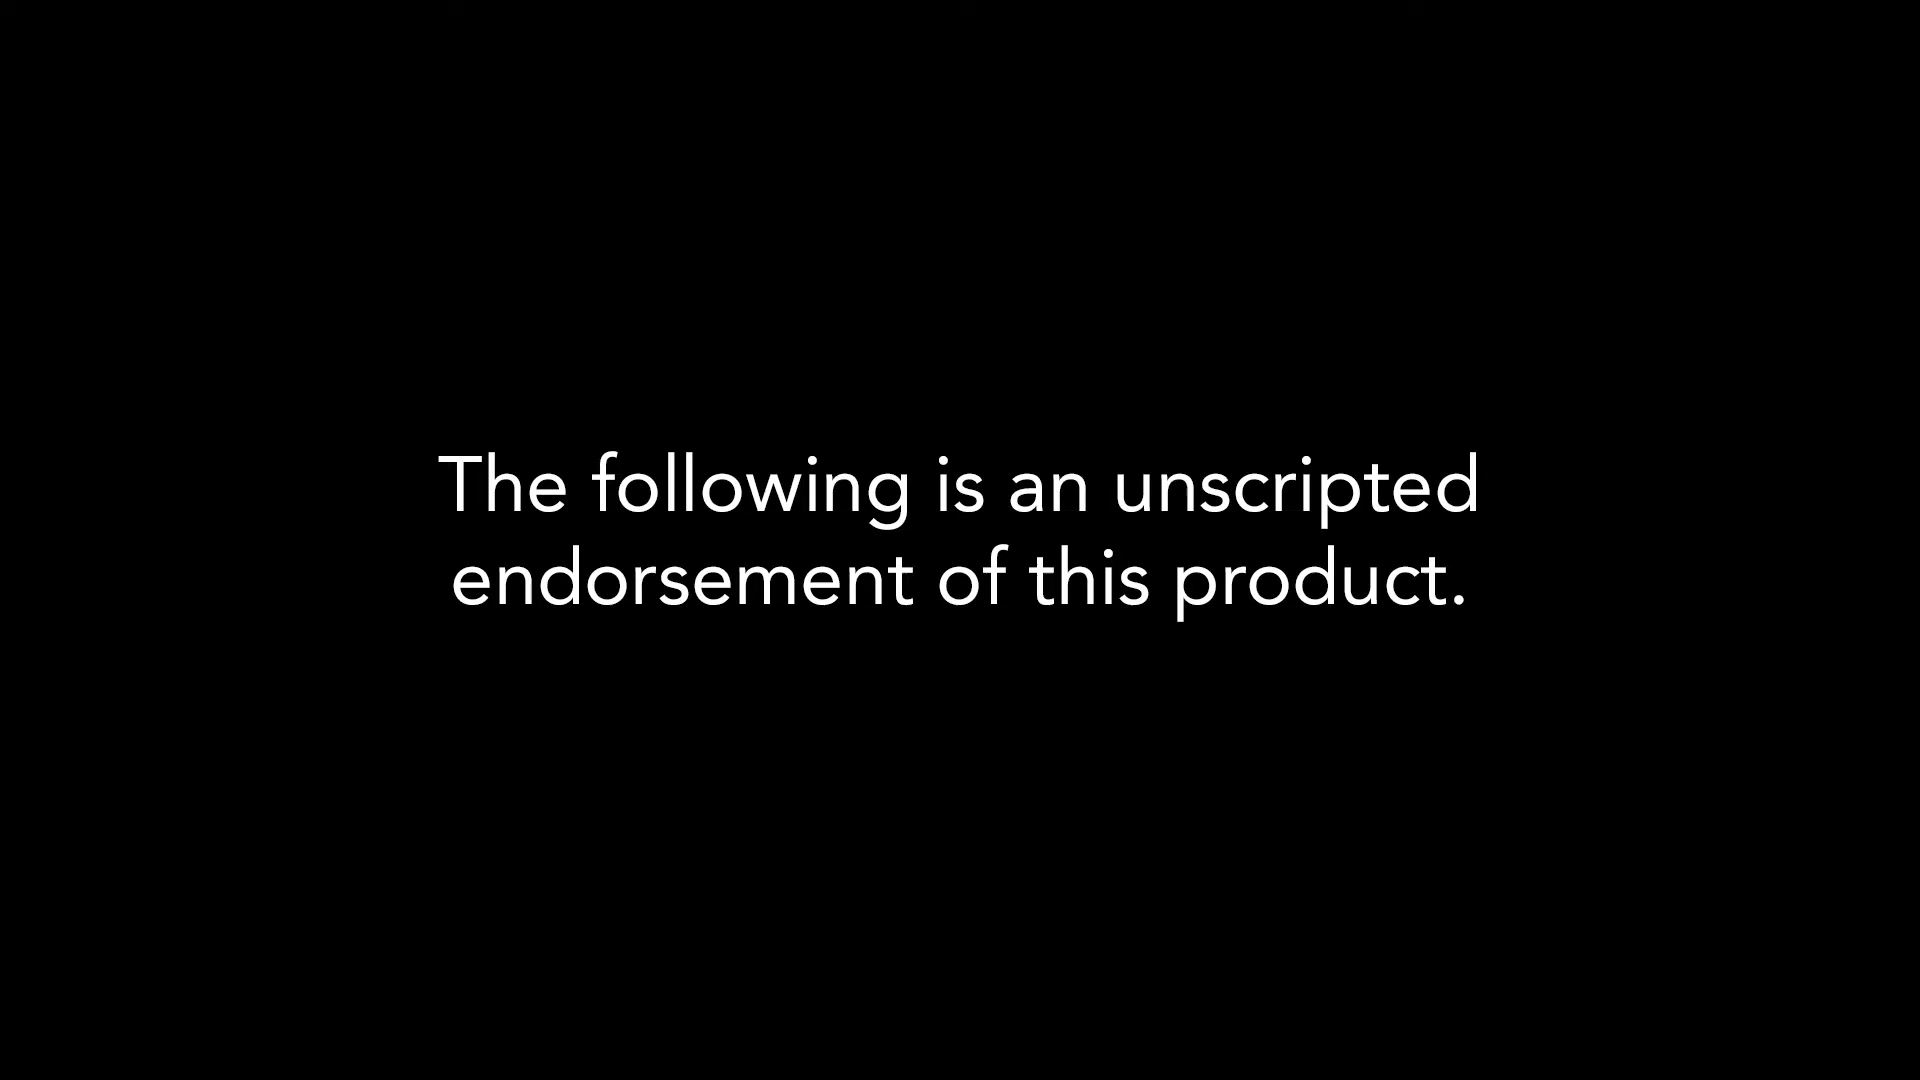 The following is an unscripted
endorsement of this product.